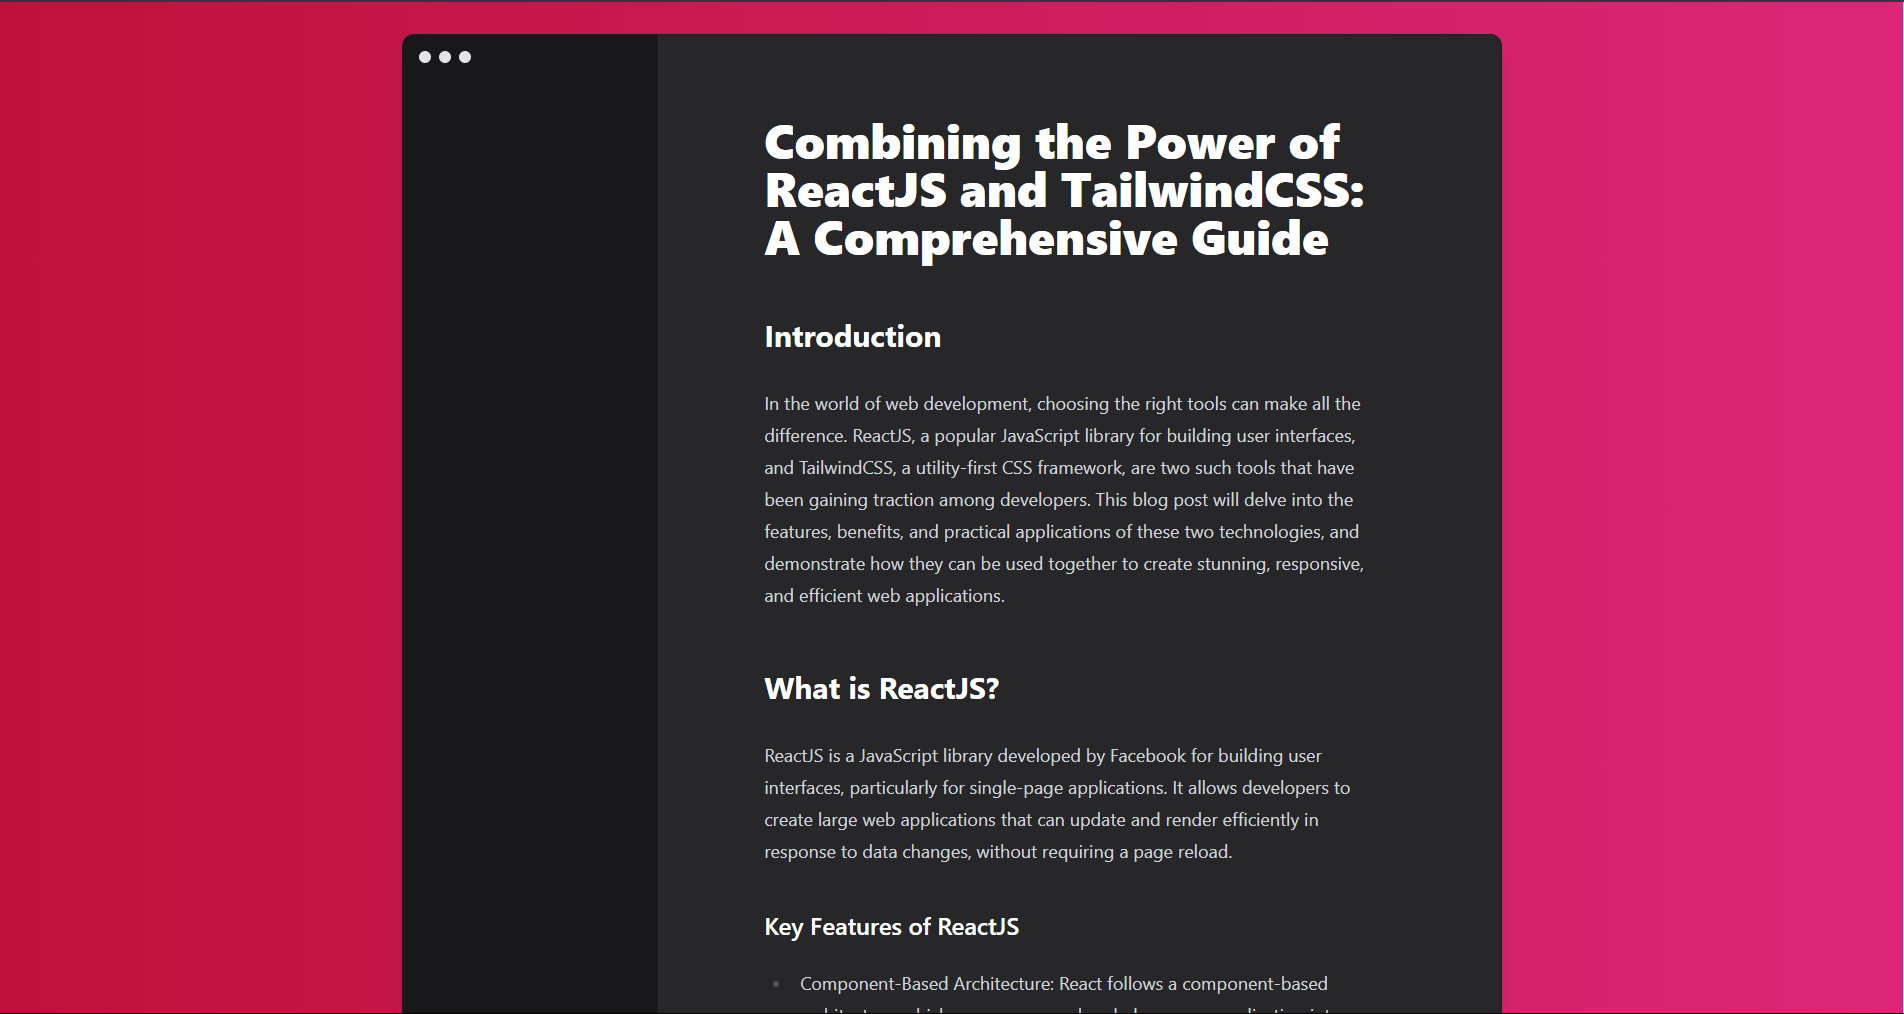 Combining the Power of
ReactJS and TailwindCSS:
A Comprehensive Guide
Introduction
In the world of web development, choosing the right tools can make all the
difference. ReactJS, a popular JavaScript library for building user interfaces,
and TailwindCSS, a utility-first CSS framework, are two such tools that have
been gaining traction among developers. This blog post will delve into the
features, benefits, and practical applications of these two technologies, and
demonstrate how they can be used together to create stunning, responsive,
and efficient web applications.
What is ReactJS?
ReactJS is a JavaScript library developed by Facebook for building user
interfaces, particularly for single-page applications. It allows developers to
create large web applications that can update and render efficiently in
response to data changes, without requiring a page reload.
Key Features of ReactJS
Component-Based Architecture: React follows a component-based